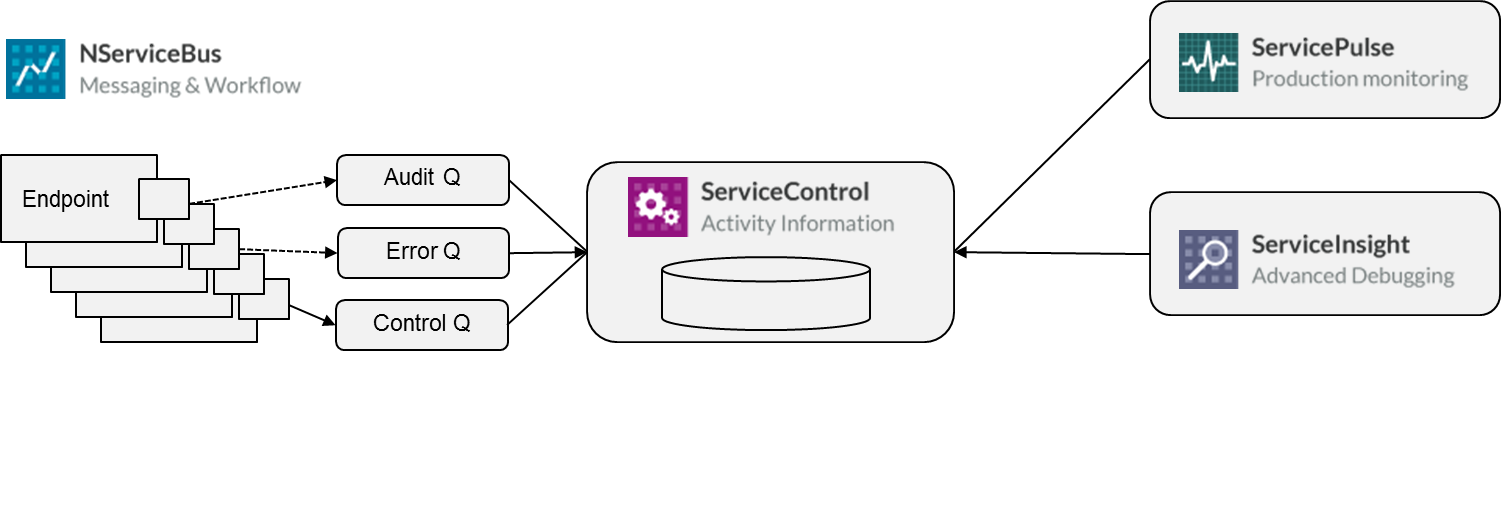 NServiceBus
Messaging & Workflow
Endpoint
Audit Q
Error Q
Control Q
ServiceControl
Activity Information
ServicePulse
Production monitoring
ServiceInsight
Advanced Debugging